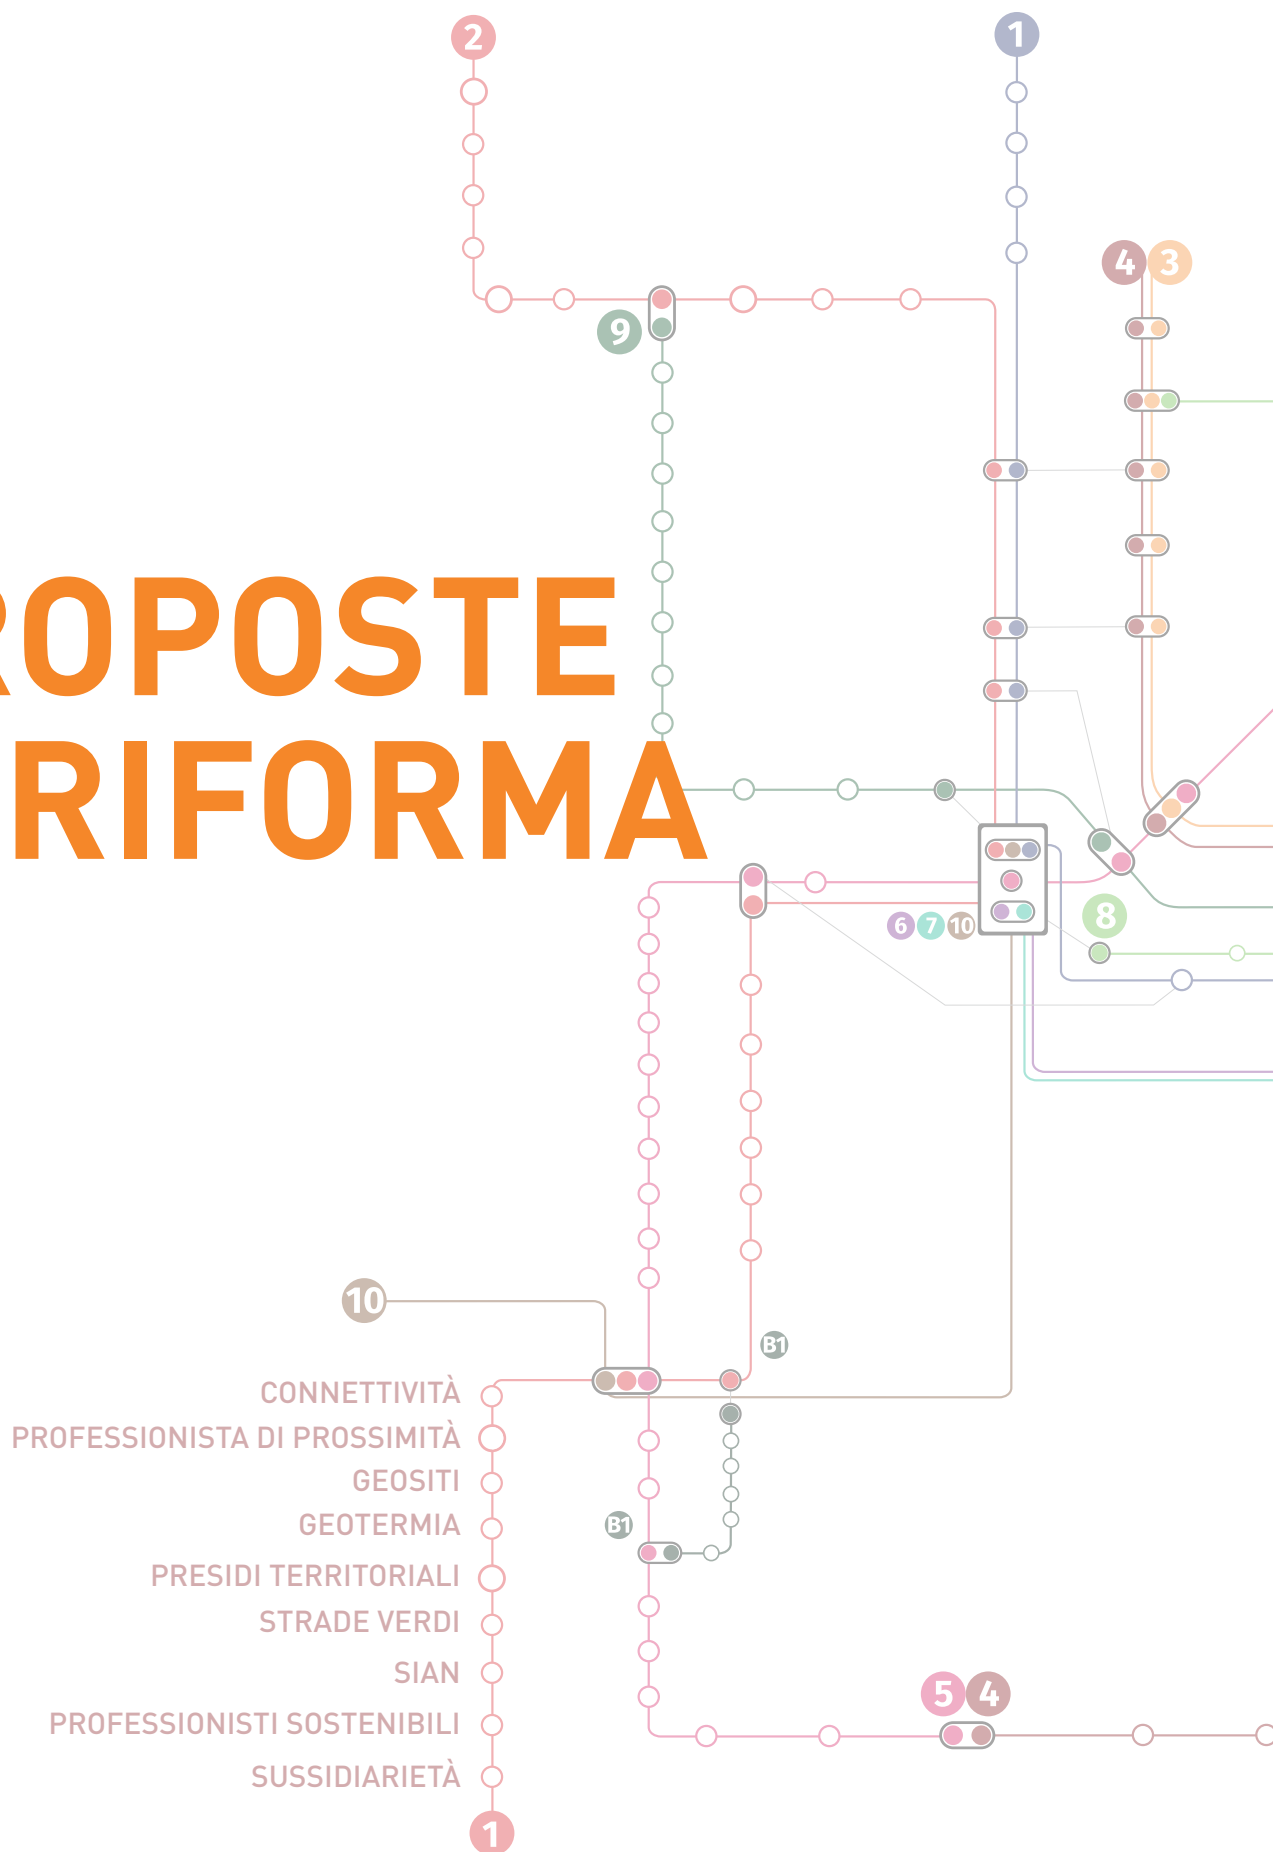 2
1
4 3
9
ROPOSTE
RIFORMA
6 7 10
8
10
B1
CONNETTIVITÀ
PROFESSIONISTA DI PROSSIMITÀ
GEOSITI
GEOTERMIA
B1
PRESIDI TERRITORIALI
STRADE VERDI
SIAN
5 4
PROFESSIONISTI SOSTENIBILI
SUSSIDIARIETÀ
1